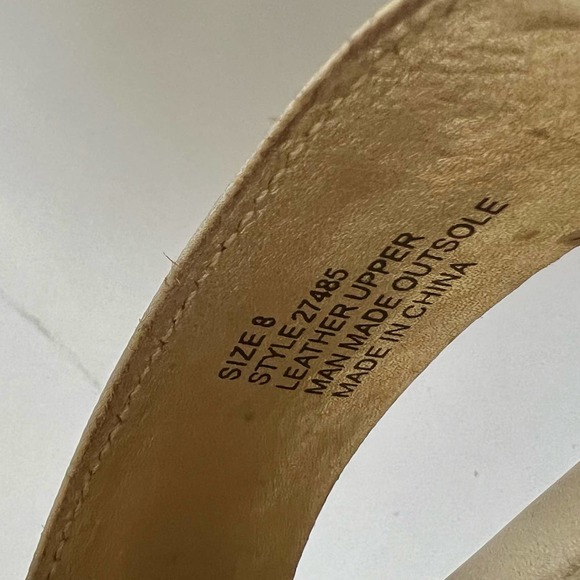 SIZE 8
STYLE 27485
LEATHER UPPER
MAN MADE OUTSOLE
MADE IN CHINA